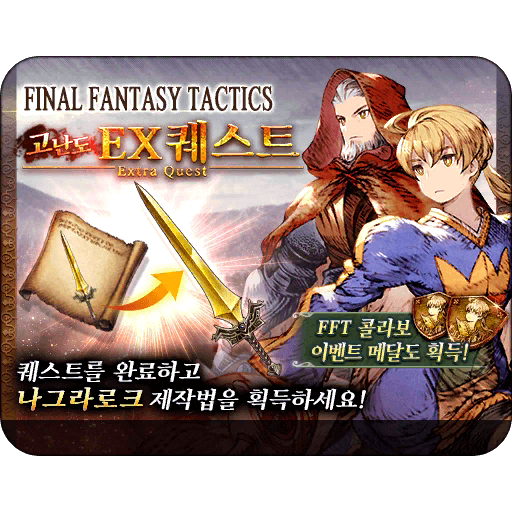 FINAL FANTASY TACTICS
고난도 EX퀘스트
Extra Quest
FFT 콜라보
이벤트 메달도 획득!
퀘스트를 완료하고
나그라로크 제작법을 획득하세요!